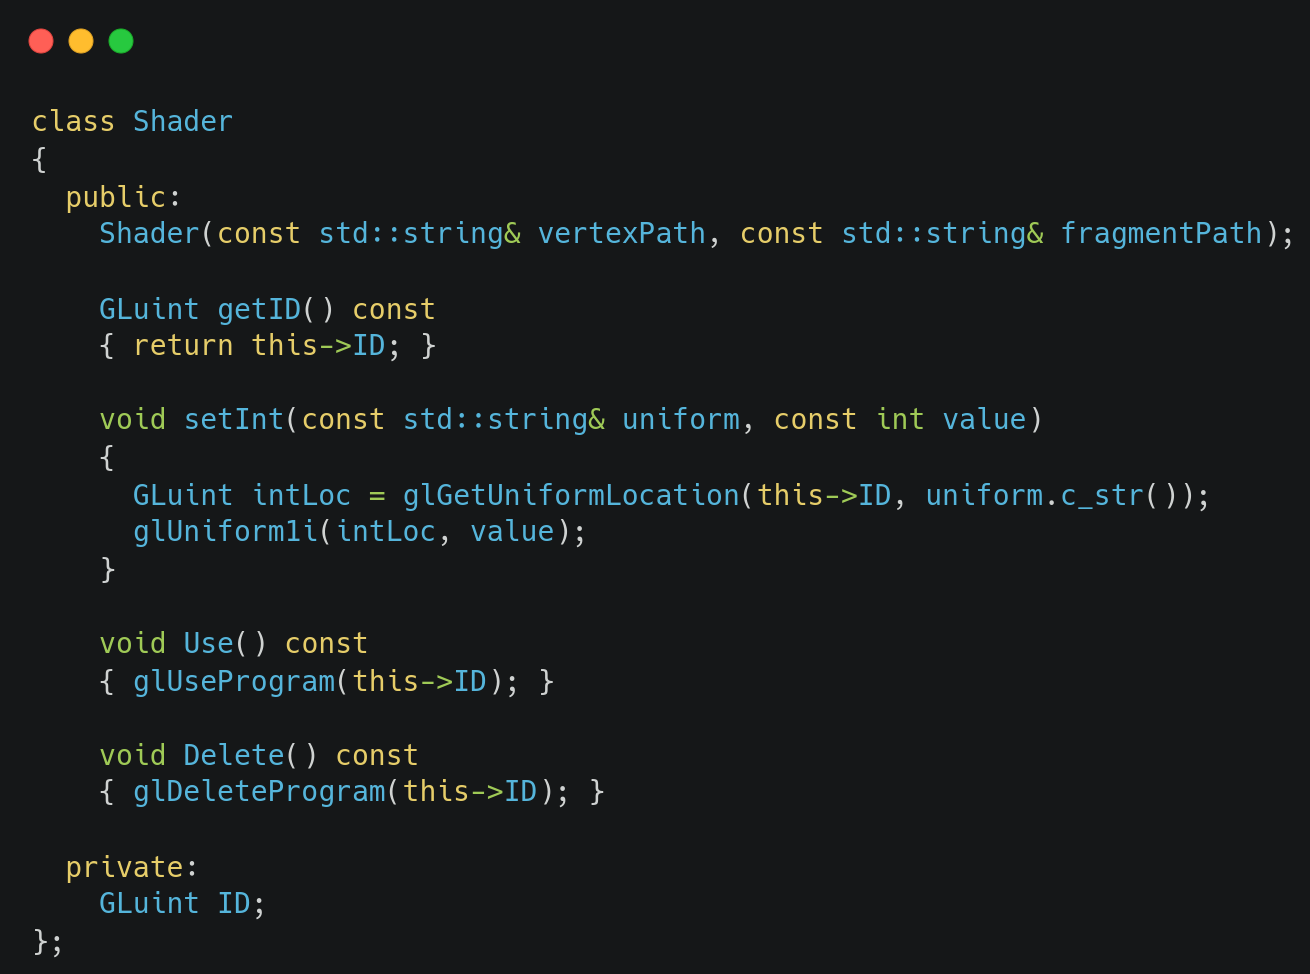 class Shader
{
  public:
    Shader(const std::string& vertexPath, const std::string& fragmentPath);

    GLuint getID() const
    { return this->ID; }

    void setInt(const std::string& uniform, const int value)
    {
      GLuint intLoc = glGetUniformLocation(this->ID, uniform.c_str());
      glUniform1i(intLoc, value);
    }

    void Use() const
    { glUseProgram(this->ID); }

    void Delete() const
    { glDeleteProgram(this->ID); }

  private:
    GLuint ID;
};